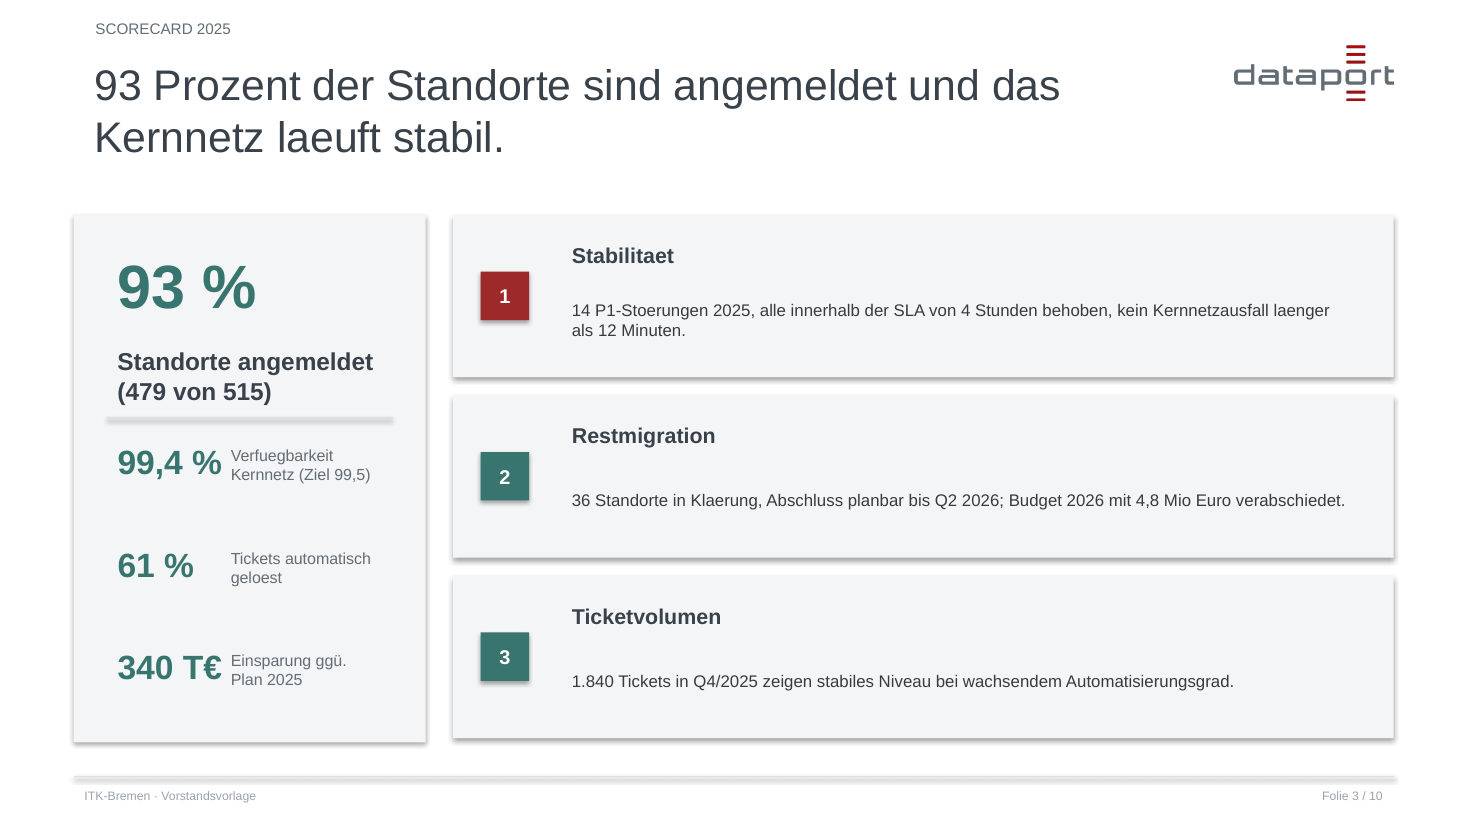 SCORECARD 2025
93 Prozent der Standorte sind angemeldet und das
Kernnetz laeuft stabil.
dataport
93 %
Standorte angemeldet
(479 von 515)
99,4 %
Verfuegbarkeit
Kernnetz (Ziel 99,5)
61 %
Tickets automatisch
geloest
340 T€
Einsparung ggü.
Plan 2025
1
Stabilitaet
14 P1-Stoerungen 2025, alle innerhalb der SLA von 4 Stunden behoben, kein Kernnetzausfall laenger
als 12 Minuten.
2
Restmigration
36 Standorte in Klaerung, Abschluss planbar bis Q2 2026; Budget 2026 mit 4,8 Mio Euro verabschiedet.
3
Ticketvolumen
1.840 Tickets in Q4/2025 zeigen stabiles Niveau bei wachsendem Automatisierungsgrad.
ITK-Bremen · Vorstandsvorlage
Folie 3 / 10